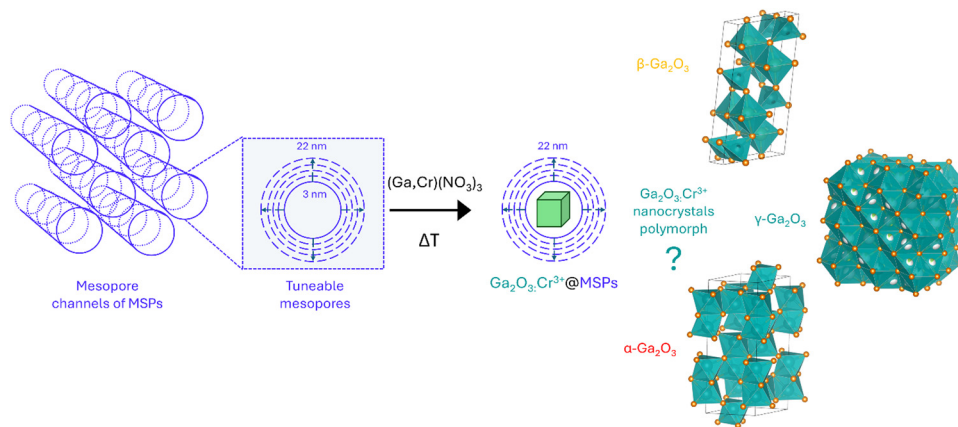 Mesopore
channels of MSPs
22 nm
3 nm
Tuneable
mesopores
(Ga,Cr)(NO₃)₃
ΔT
22 nm
Ga₂O₃:Cr³⁺@MSPs
Ga₂O₃:Cr³⁺
nanocrystals
polymorph
?
β-Ga₂O₃
γ-Ga₂O₃
α-Ga₂O₃